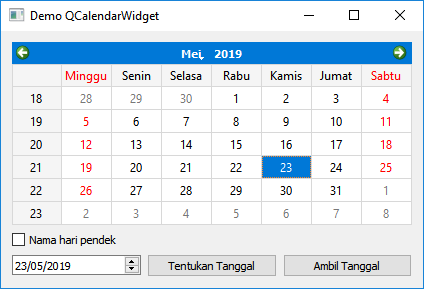 Demo QCalendarWidget
Mei, 2019
Minggu Senin Selasa Rabu Kamis Jumat Sabtu
18 28 29 30 1 2 3 4
19 5 6 7 8 9 10 11
20 12 13 14 15 16 17 18
21 19 20 21 22 23 24 25
22 26 27 28 29 30 31 1
23 2 3 4 5 6 7 8
Nama hari pendek
23/05/2019 Tentukan Tanggal Ambil Tanggal